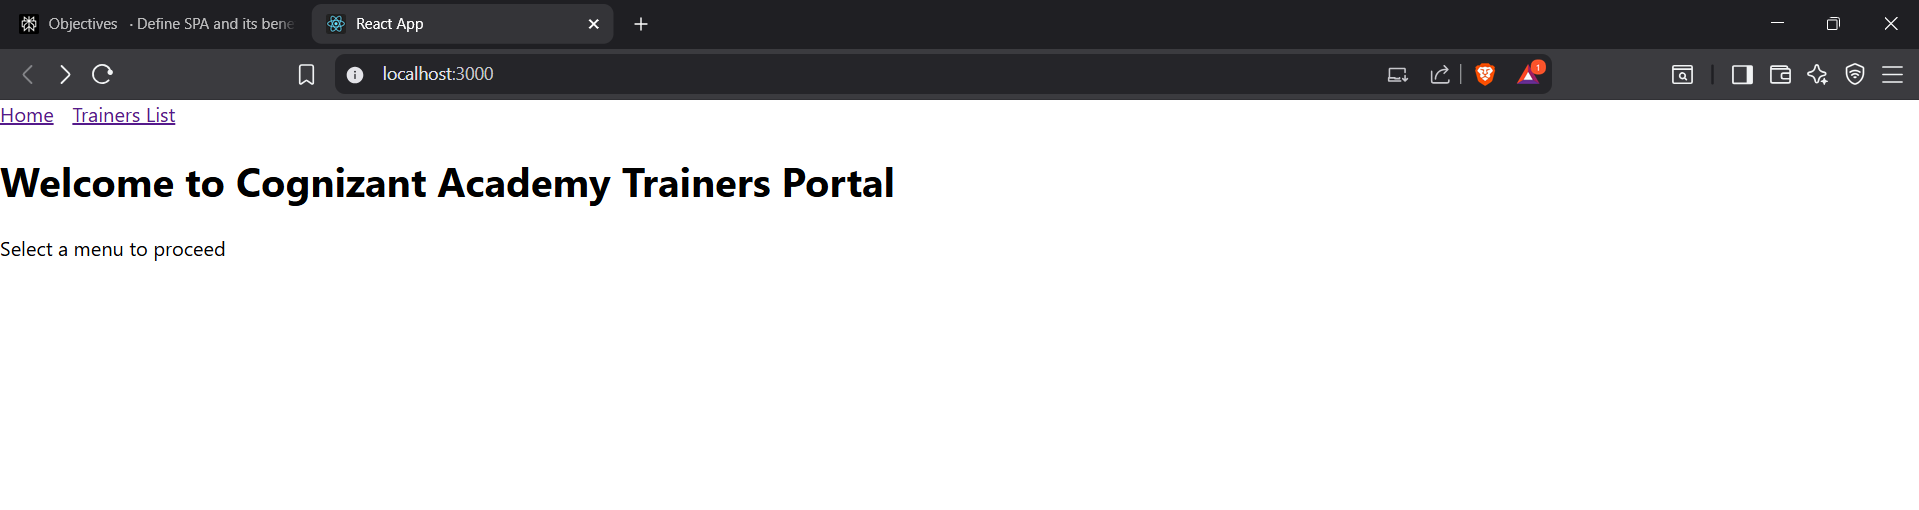 Objectives · Define SPA and its bene
React App
localhost:3000
1
Home Trainers List
Welcome to Cognizant Academy Trainers Portal
Select a menu to proceed